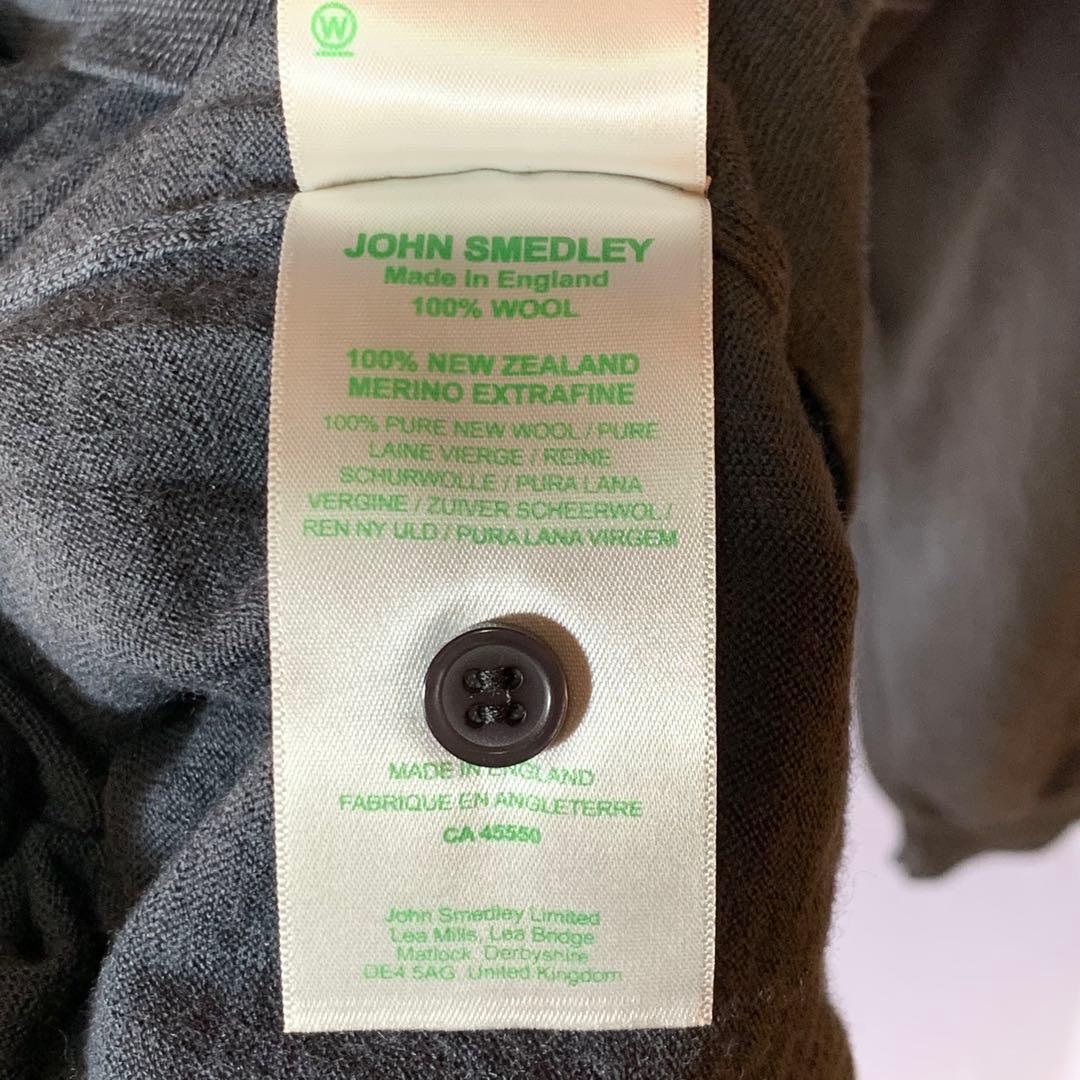 W
JOHN SMEDLEY
Made in England
100% WOOL
100% NEW ZEALAND
MERINO EXTRAFINE
100% PURE NEW WOOL / PURE
LAINE VIERGE / REINE
SCHURWOLLE / PURA LANA
VERGINE / ZUIVER SCHEERWOL /
REN NY ULD / PURA LANA VIRGEM
MADE IN ENGLAND
FABRIQUE EN ANGLETERRE
CA 45550
John Smedley Limited
Lea Mills, Lea Bridge
Matlock, Derbyshire
DE4 5AG, United Kingdom